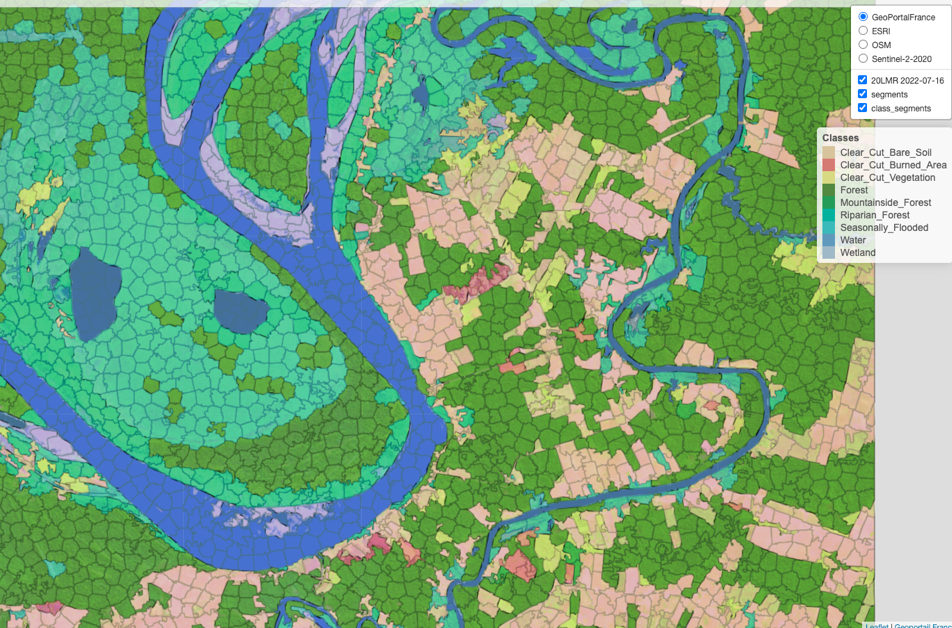 GeoPortalFrance
ESRI
OSM
Sentinel-2-2020
20LMR 2022-07-16
segments
class_segments
Classes
Clear_Cut_Bare_Soil
Clear_Cut_Burned_Area
Clear_Cut_Vegetation
Forest
Mountainside_Forest
Riparian_Forest
Seasonally_Flooded
Water
Wetland
Leaflet | Geoportail